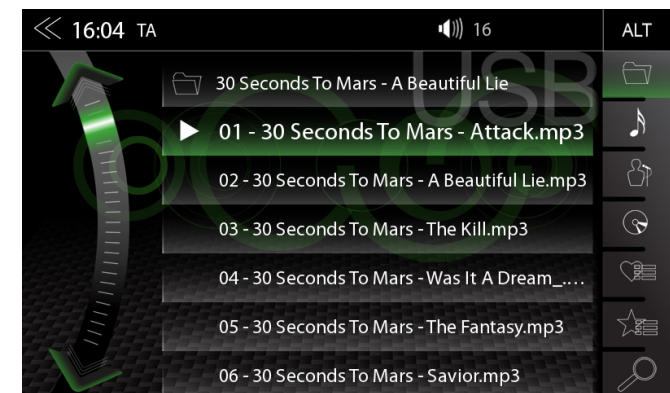 16:04 TA 16 ALT
USB
30 Seconds To Mars - A Beautiful Lie
01 - 30 Seconds To Mars - Attack.mp3
02 - 30 Seconds To Mars - A Beautiful Lie.mp3
03 - 30 Seconds To Mars - The Kill.mp3
04 - 30 Seconds To Mars - Was It A Dream_....
05 - 30 Seconds To Mars - The Fantasy.mp3
06 - 30 Seconds To Mars - Savior.mp3